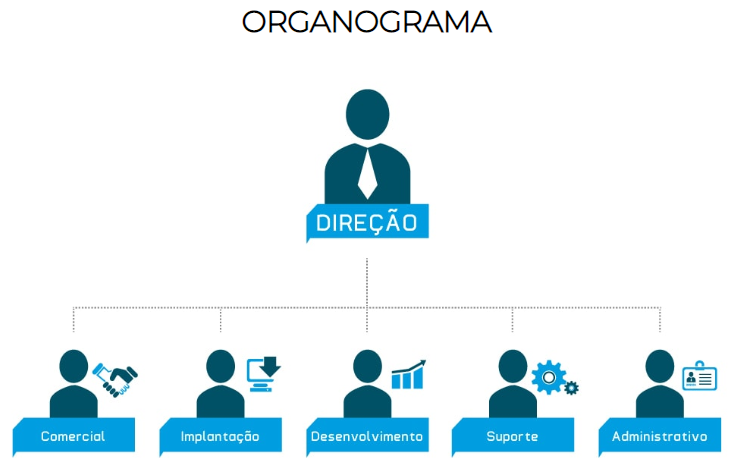 ORGANOGRAMA
DIREÇÃO
Comercial
Implantação
Desenvolvimento
Suporte
Administrativo